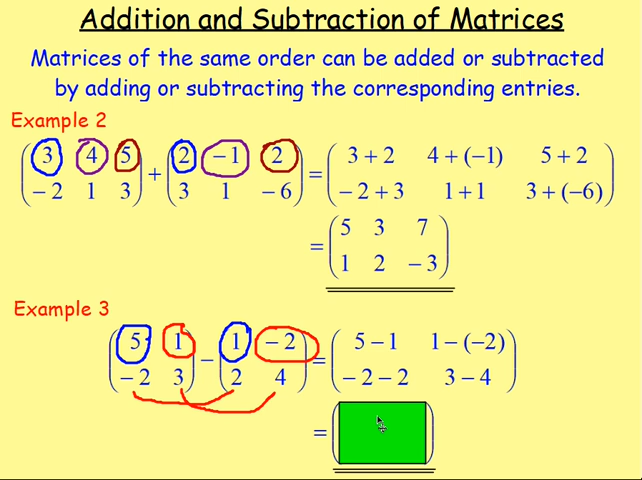 Addition and Subtraction of Matrices
Matrices of the same order can be added or subtracted
by adding or subtracting the corresponding entries.
Example 2
( 3 4 5 ) + ( 2 −1 2 ) = ( 3 + 2 4 + (−1) 5 + 2 )
( −2 1 3 ) ( 3 1 −6 ) ( −2 + 3 1 + 1 3 + (−6) )
= ( 5 3 7 )
( 1 2 −3 )
Example 3
( 5 1 ) − ( 1 −2 ) = ( 5 − 1 1 − (−2) )
( −2 3 ) ( 2 4 ) ( −2 − 2 3 − 4 )
= ( )